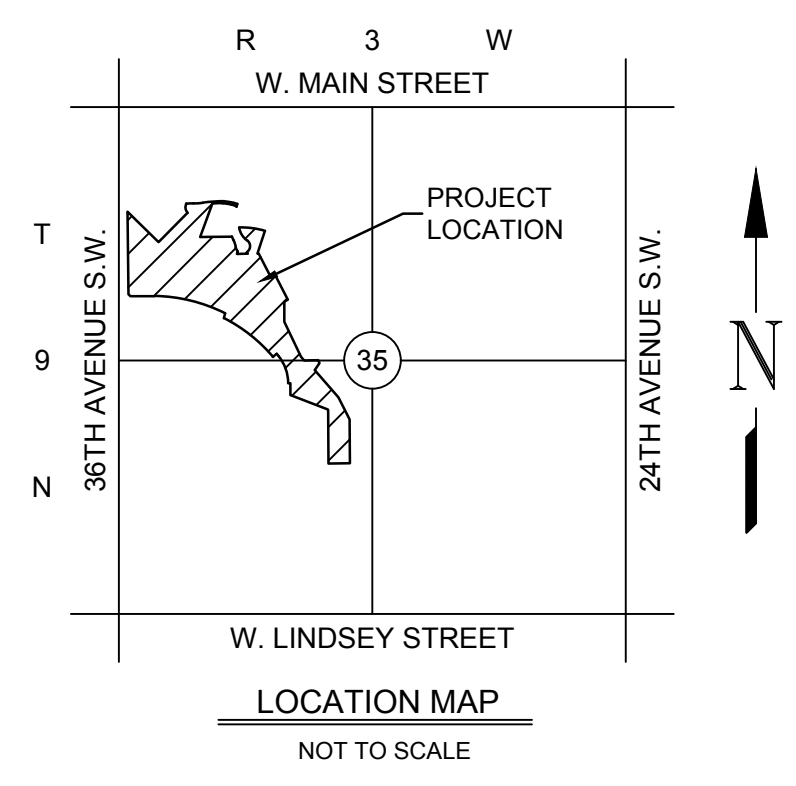 R 3 W
W. MAIN STREET
PROJECT
LOCATION
T
9
N
36TH AVENUE S.W.
35
24TH AVENUE S.W.
N
W. LINDSEY STREET
LOCATION MAP
NOT TO SCALE